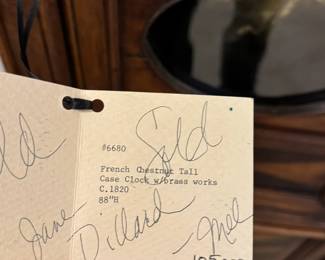 #6680
Sold
French Chestnut Tall
Case Clock w/brass works
C.1820
88"H
Jane
Dillard